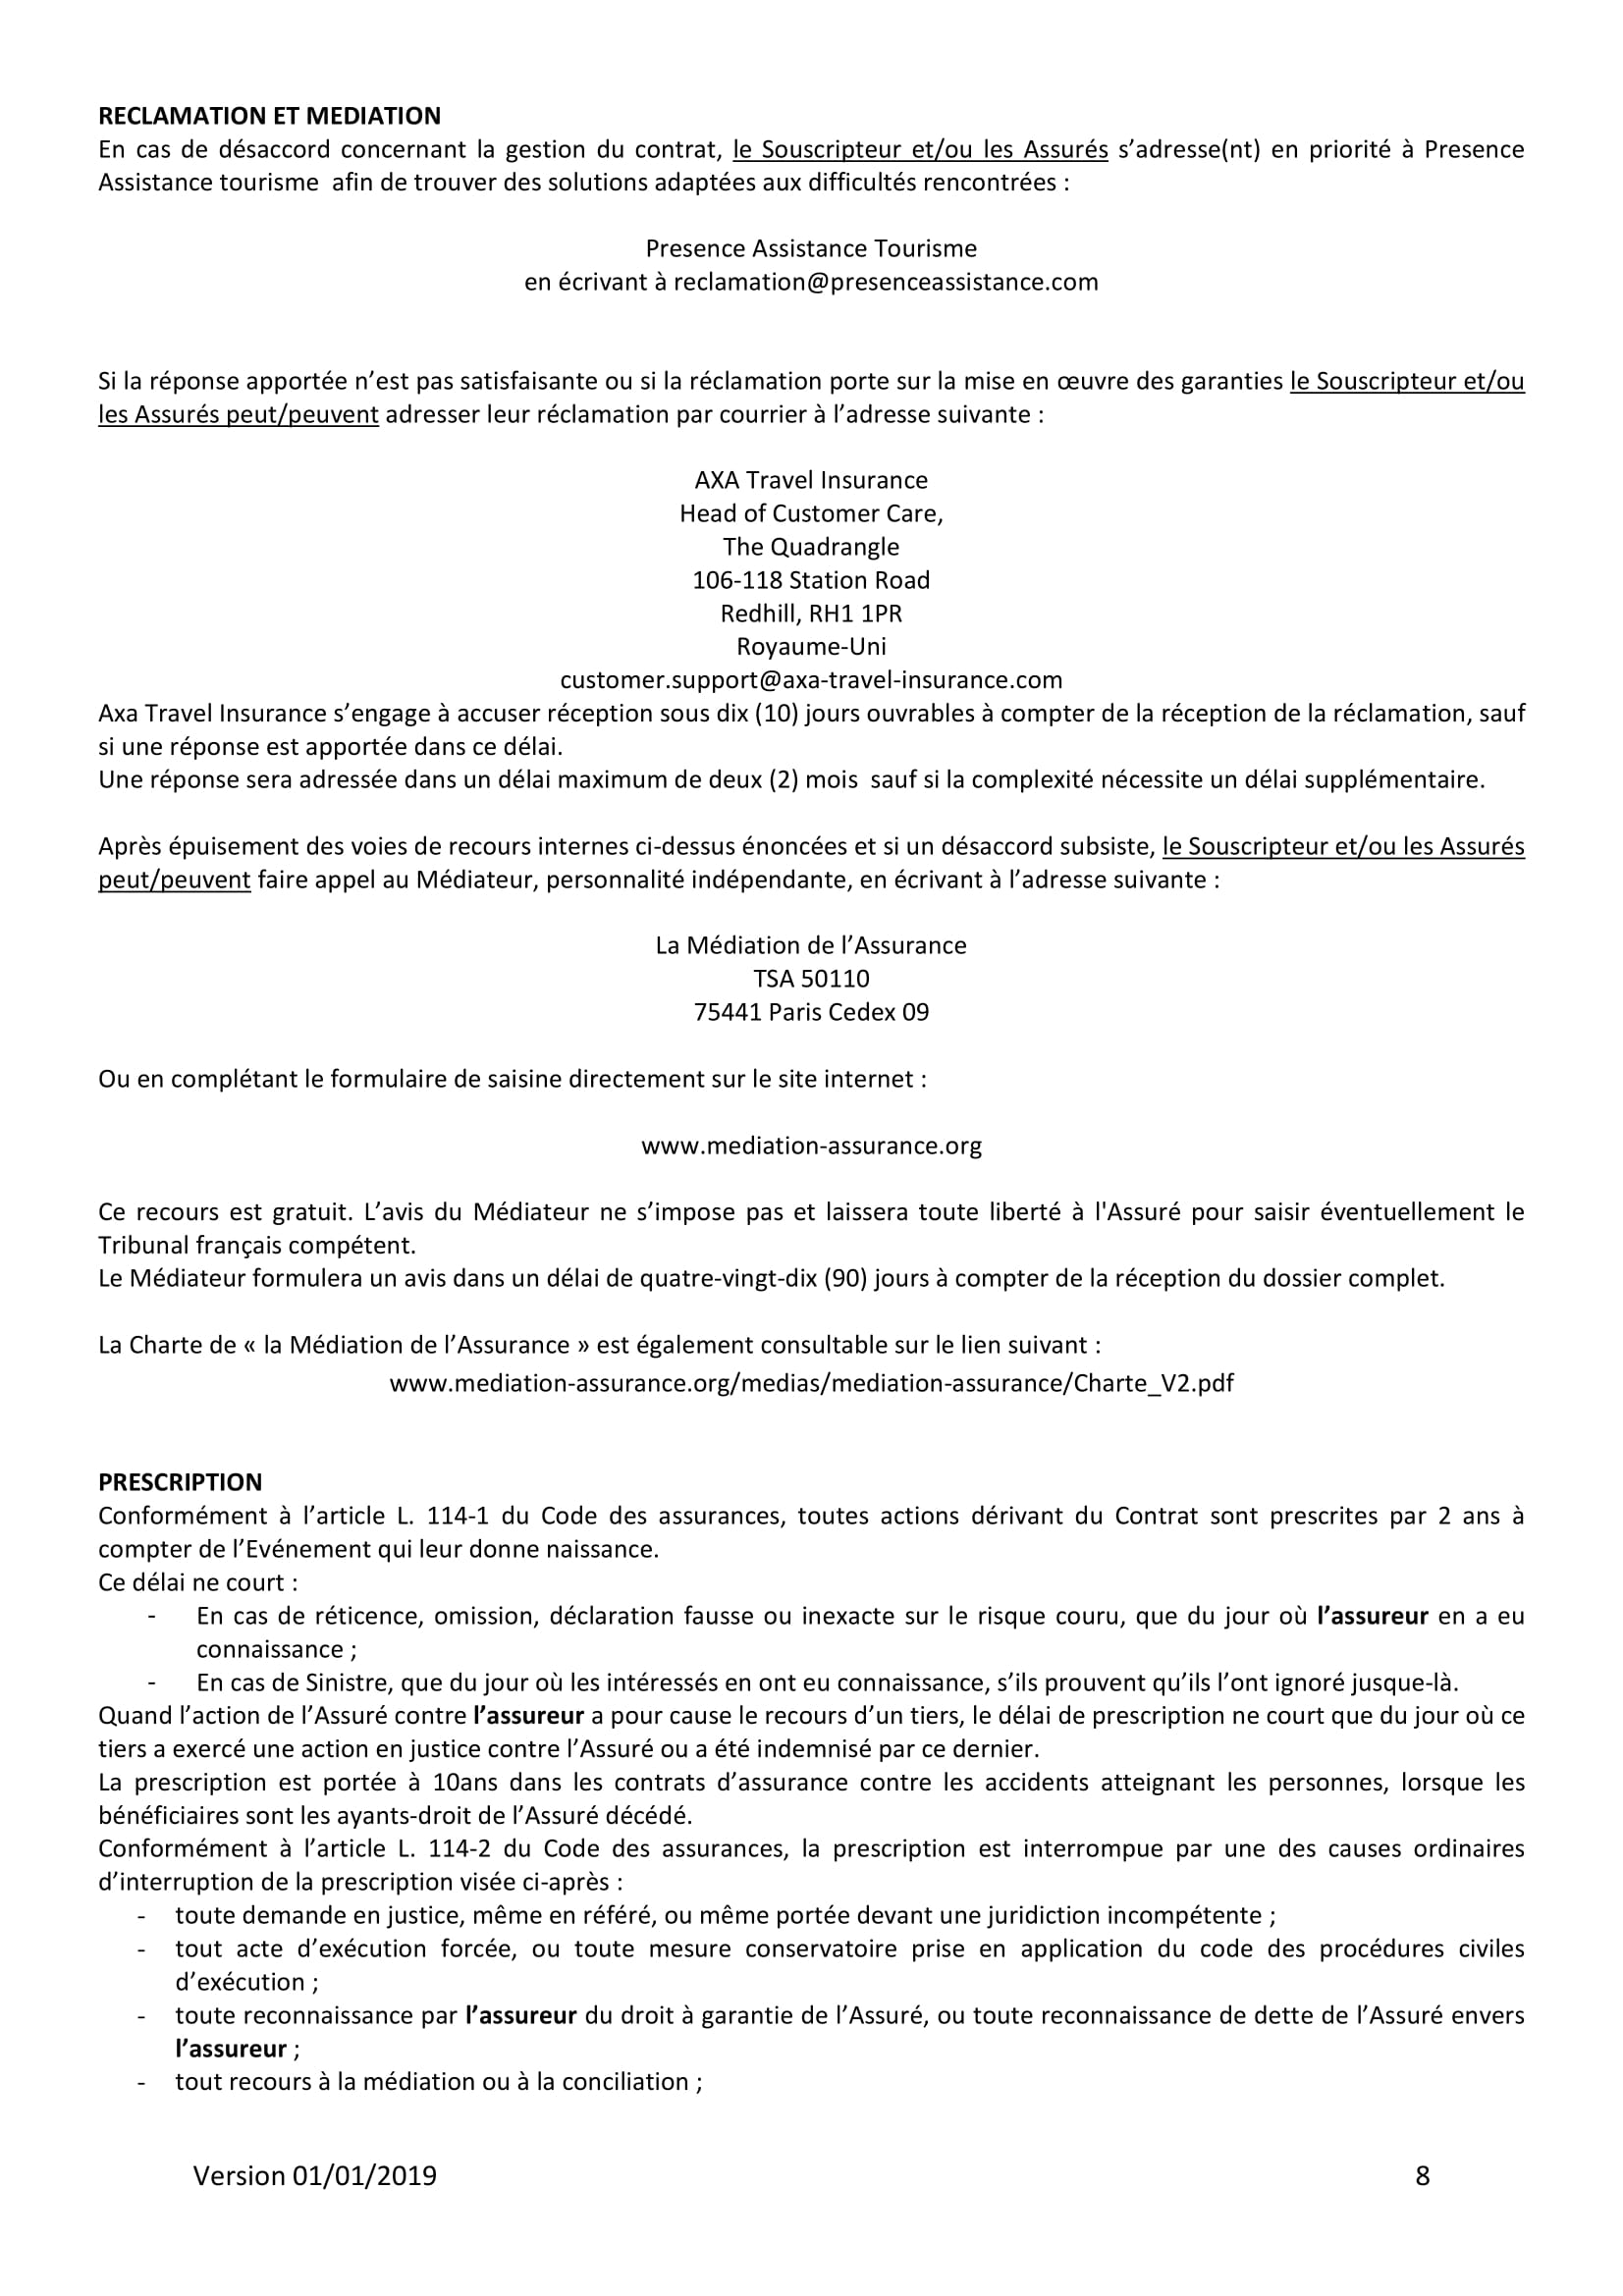 RECLAMATION ET MEDIATION
En cas de désaccord concernant la gestion du contrat, le Souscripteur et/ou les Assurés s’adresse(nt) en priorité à Presence
Assistance tourisme  afin de trouver des solutions adaptées aux difficultés rencontrées :
Presence Assistance Tourisme
en écrivant à reclamation@presenceassistance.com
Si la réponse apportée n’est pas satisfaisante ou si la réclamation porte sur la mise en œuvre des garanties le Souscripteur et/ou
les Assurés peut/peuvent adresser leur réclamation par courrier à l’adresse suivante :
AXA Travel Insurance
Head of Customer Care,
The Quadrangle
106-118 Station Road
Redhill, RH1 1PR
Royaume-Uni
customer.support@axa-travel-insurance.com
Axa Travel Insurance s’engage à accuser réception sous dix (10) jours ouvrables à compter de la réception de la réclamation, sauf
si une réponse est apportée dans ce délai.
Une réponse sera adressée dans un délai maximum de deux (2) mois  sauf si la complexité nécessite un délai supplémentaire.
Après épuisement des voies de recours internes ci-dessus énoncées et si un désaccord subsiste, le Souscripteur et/ou les Assurés
peut/peuvent faire appel au Médiateur, personnalité indépendante, en écrivant à l’adresse suivante :
La Médiation de l’Assurance
TSA 50110
75441 Paris Cedex 09
Ou en complétant le formulaire de saisine directement sur le site internet :
www.mediation-assurance.org
Ce recours est gratuit. L’avis du Médiateur ne s’impose pas et laissera toute liberté à l'Assuré pour saisir éventuellement le
Tribunal français compétent.
Le Médiateur formulera un avis dans un délai de quatre-vingt-dix (90) jours à compter de la réception du dossier complet.
La Charte de « la Médiation de l’Assurance » est également consultable sur le lien suivant :
www.mediation-assurance.org/medias/mediation-assurance/Charte_V2.pdf
PRESCRIPTION
Conformément à l’article L. 114-1 du Code des assurances, toutes actions dérivant du Contrat sont prescrites par 2 ans à
compter de l’Evénement qui leur donne naissance.
Ce délai ne court :
- En cas de réticence, omission, déclaration fausse ou inexacte sur le risque couru, que du jour où l’assureur en a eu
connaissance ;
- En cas de Sinistre, que du jour où les intéressés en ont eu connaissance, s’ils prouvent qu’ils l’ont ignoré jusque-là.
Quand l’action de l’Assuré contre l’assureur a pour cause le recours d’un tiers, le délai de prescription ne court que du jour où ce
tiers a exercé une action en justice contre l’Assuré ou a été indemnisé par ce dernier.
La prescription est portée à 10ans dans les contrats d’assurance contre les accidents atteignant les personnes, lorsque les
bénéficiaires sont les ayants-droit de l’Assuré décédé.
Conformément à l’article L. 114-2 du Code des assurances, la prescription est interrompue par une des causes ordinaires
d’interruption de la prescription visée ci-après :
- toute demande en justice, même en référé, ou même portée devant une juridiction incompétente ;
- tout acte d’exécution forcée, ou toute mesure conservatoire prise en application du code des procédures civiles
d’exécution ;
- toute reconnaissance par l’assureur du droit à garantie de l’Assuré, ou toute reconnaissance de dette de l’Assuré envers
l’assureur ;
- tout recours à la médiation ou à la conciliation ;
Version 01/01/2019 8